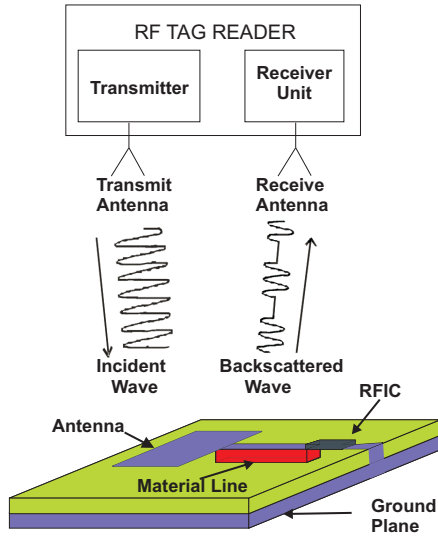 RF TAG READER
Transmitter
Receiver
Unit
Transmit
Antenna
Receive
Antenna
Incident
Wave
Backscattered
Wave
RFIC
Antenna
Material Line
Ground
Plane